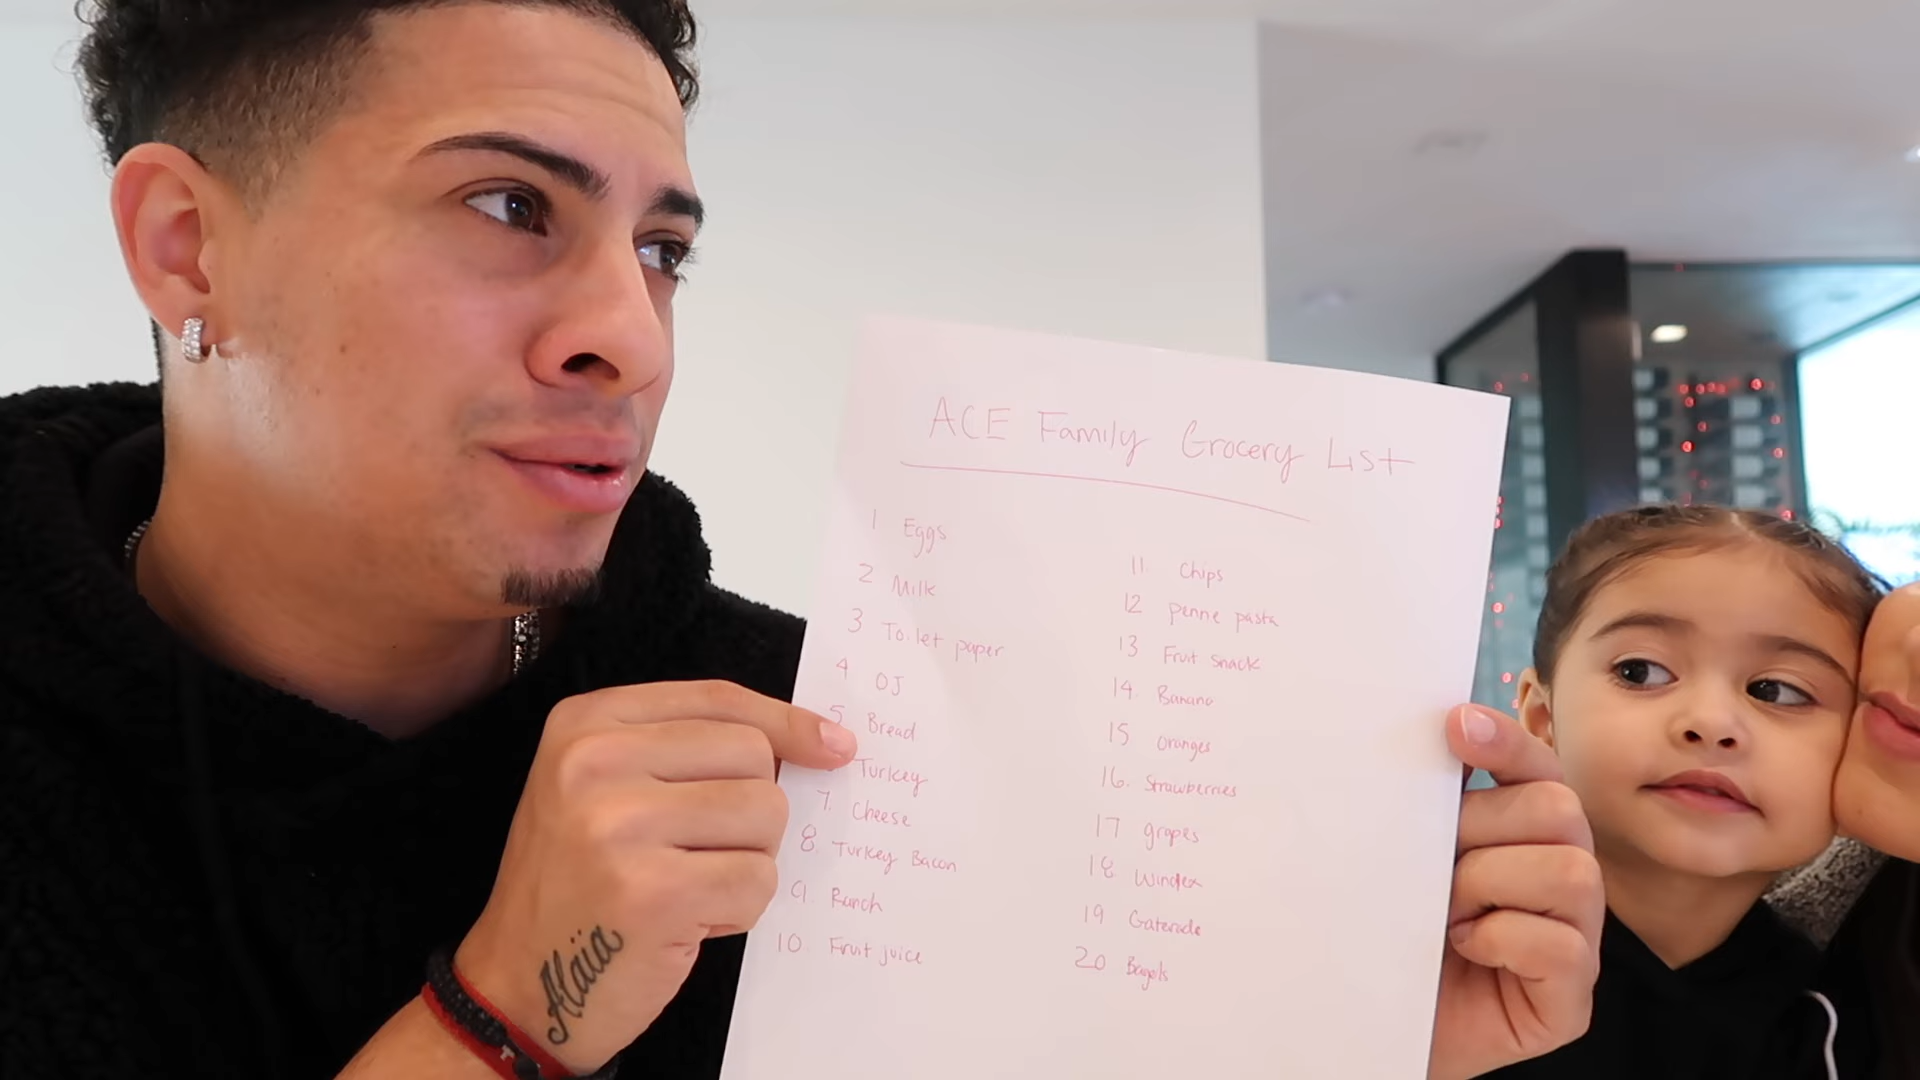 ACE Family Grocery List
1 Eggs
2 Milk
3 Toilet paper
4 OJ
5 Bread
Turkey
7. Cheese
8. Turkey Bacon
9. Ranch
10. Fruit juice
11. Chips
12 penne pasta
13 Fruit snack
14. Banana
15 oranges
16. Strawberries
17 grapes
18 Windex
19 Gaterade
20 Bagels
Alaïa